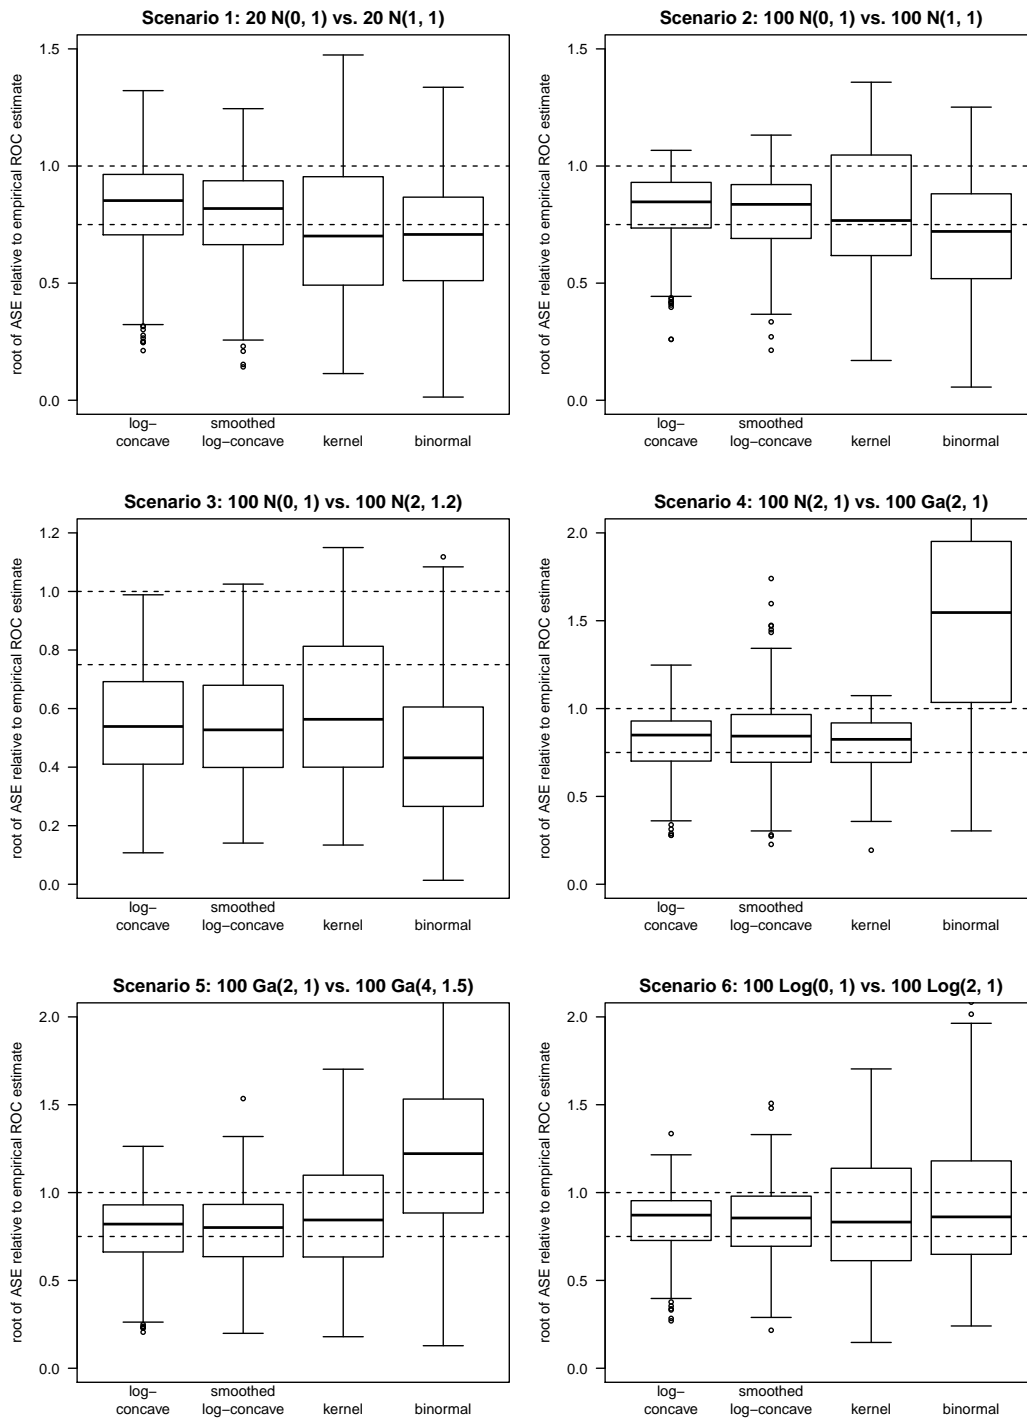 Scenario 1: 20 N(0, 1) vs. 20 N(1, 1)
root of ASE relative to empirical ROC estimate
1.5
1.0
0.5
0.0
log−
concave
smoothed
log−concave
kernel
binormal
Scenario 2: 100 N(0, 1) vs. 100 N(1, 1)
root of ASE relative to empirical ROC estimate
1.5
1.0
0.5
0.0
log−
concave
smoothed
log−concave
kernel
binormal
Scenario 3: 100 N(0, 1) vs. 100 N(2, 1.2)
root of ASE relative to empirical ROC estimate
1.2
1.0
0.8
0.6
0.4
0.2
0.0
log−
concave
smoothed
log−concave
kernel
binormal
Scenario 4: 100 N(2, 1) vs. 100 Ga(2, 1)
root of ASE relative to empirical ROC estimate
2.0
1.5
1.0
0.5
0.0
log−
concave
smoothed
log−concave
kernel
binormal
Scenario 5: 100 Ga(2, 1) vs. 100 Ga(4, 1.5)
root of ASE relative to empirical ROC estimate
2.0
1.5
1.0
0.5
0.0
log−
concave
smoothed
log−concave
kernel
binormal
Scenario 6: 100 Log(0, 1) vs. 100 Log(2, 1)
root of ASE relative to empirical ROC estimate
2.0
1.5
1.0
0.5
0.0
log−
concave
smoothed
log−concave
kernel
binormal